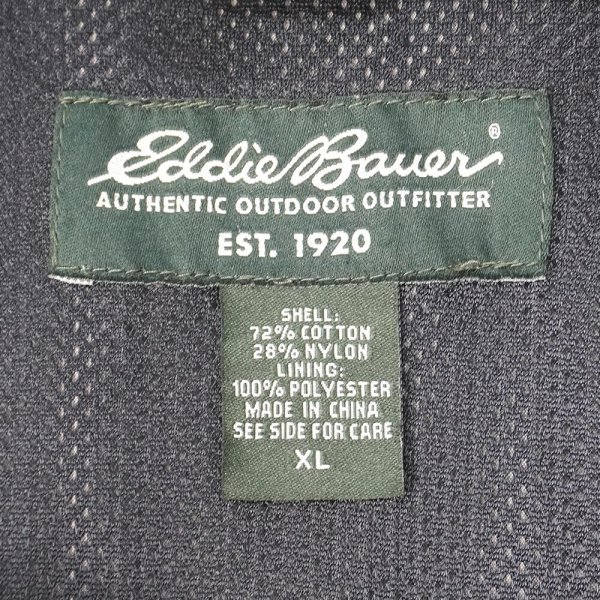 Eddie Bauer®
AUTHENTIC OUTDOOR OUTFITTER
EST. 1920
SHELL:
72% COTTON
28% NYLON
LINING:
100% POLYESTER
MADE IN CHINA
SEE SIDE FOR CARE
XL